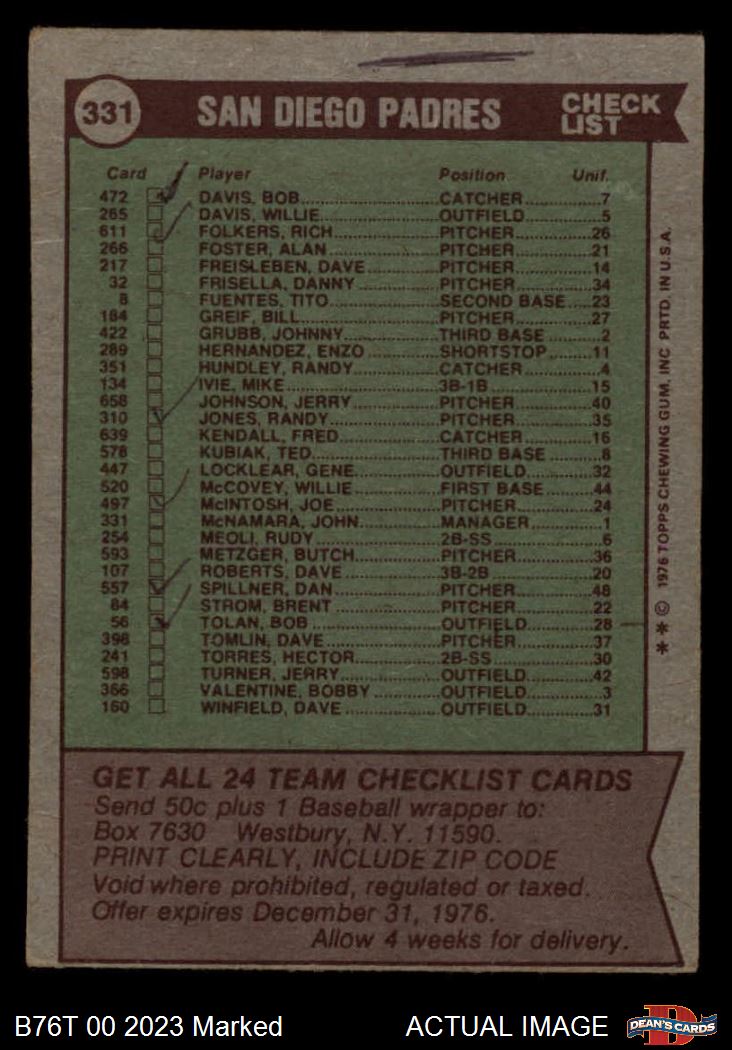 331 SAN DIEGO PADRES CHECK LIST
Card Player Position Unif.
472 DAVIS, BOB CATCHER 7
265 DAVIS, WILLIE OUTFIELD 5
611 FOLKERS, RICH PITCHER 26
266 FOSTER, ALAN PITCHER 21
217 FREISLEBEN, DAVE PITCHER 14
32 FRISELLA, DANNY PITCHER 34
8 FUENTES, TITO SECOND BASE 23
184 GREIF, BILL PITCHER 27
422 GRUBB, JOHNNY THIRD BASE 2
289 HERNANDEZ, ENZO SHORTSTOP 11
351 HUNDLEY, RANDY CATCHER 4
134 IVIE, MIKE 3B-1B 15
658 JOHNSON, JERRY PITCHER 40
310 JONES, RANDY PITCHER 35
639 KENDALL, FRED CATCHER 16
578 KUBIAK, TED THIRD BASE 8
447 LOCKLEAR, GENE OUTFIELD 32
520 McCOVEY, WILLIE FIRST BASE 44
497 McINTOSH, JOE PITCHER 24
331 McNAMARA, JOHN MANAGER 1
254 MEOLI, RUDY 2B-SS 6
593 METZGER, BUTCH PITCHER 36
107 ROBERTS, DAVE 3B-2B 20
557 SPILLNER, DAN PITCHER 48
84 STROM, BRENT PITCHER 22
56 TOLAN, BOB OUTFIELD 28
398 TOMLIN, DAVE PITCHER 37
241 TORRES, HECTOR 2B-SS 30
598 TURNER, JERRY OUTFIELD 42
366 VALENTINE, BOBBY OUTFIELD 3
160 WINFIELD, DAVE OUTFIELD 31
* * © 1976 TOPPS CHEWING GUM, INC. PRTD. IN U.S.A.
GET ALL 24 TEAM CHECKLIST CARDS
Send 50c plus 1 Baseball wrapper to:
Box 7630 Westbury, N.Y. 11590.
PRINT CLEARLY, INCLUDE ZIP CODE
Void where prohibited, regulated or taxed.
Offer expires December 31, 1976.
Allow 4 weeks for delivery.
B76T 00 2023 Marked ACTUAL IMAGE D DEAN'S CARDS